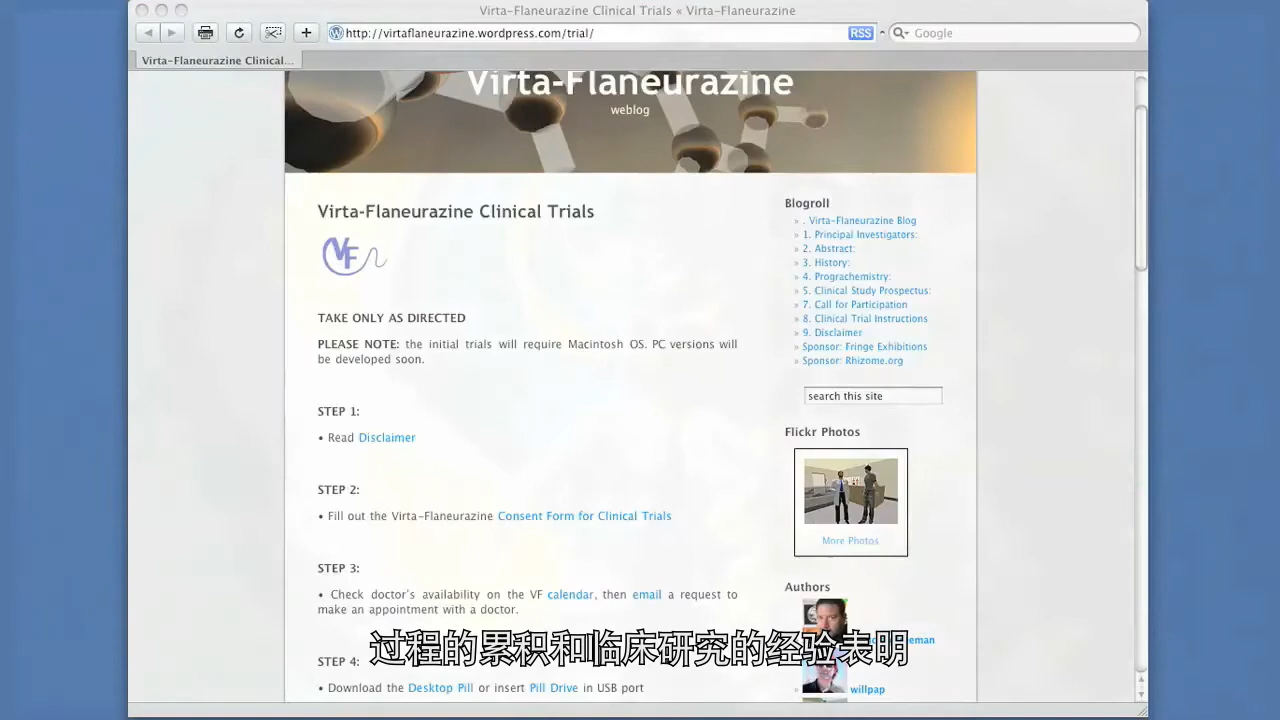 Virta-Flaneurazine Clinical Trials « Virta-Flaneurazine
http://virtaflaneurazine.wordpress.com/trial/
RSS
Google
Virta-Flaneurazine Clinical...
Virta-Flaneurazine
weblog
Virta-Flaneurazine Clinical Trials
VF
TAKE ONLY AS DIRECTED
PLEASE NOTE: the initial trials will require Macintosh OS. PC versions will
be developed soon.
STEP 1:
• Read Disclaimer
STEP 2:
• Fill out the Virta-Flaneurazine Consent Form for Clinical Trials
STEP 3:
• Check doctor's availability on the VF calendar, then email a request to
make an appointment with a doctor.
STEP 4:
• Download the Desktop Pill or insert Pill Drive in USB port
Blogroll
» . Virta-Flaneurazine Blog
» 1. Principal Investigators:
» 2. Abstract:
» 3. History:
» 4. Prograchemistry:
» 5. Clinical Study Prospectus:
» 7. Call for Participation
» 8. Clinical Trial Instructions
» 9. Disclaimer
» Sponsor: Fringe Exhibitions
» Sponsor: Rhizome.org
search this site
Flickr Photos
More Photos
Authors
eman
» willpap
过程的累积和临床研究的经验表明